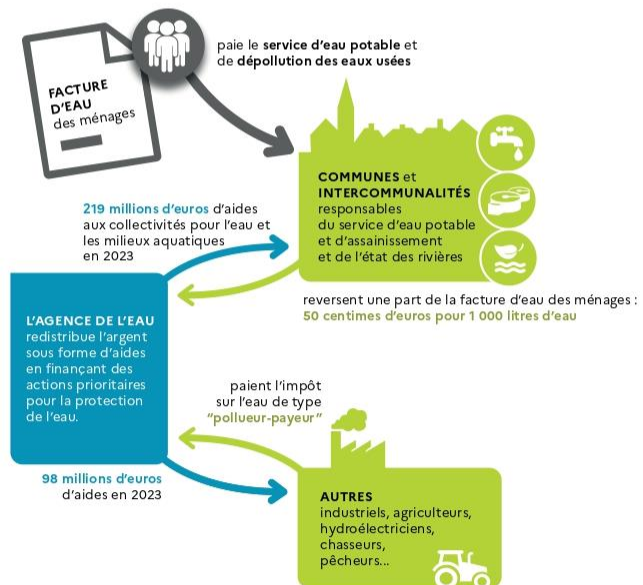 FACTURE
D'EAU
des ménages
paie le service d'eau potable et
de dépollution des eaux usées
COMMUNES et
INTERCOMMUNALITÉS
responsables
du service d'eau potable
et d'assainissement
et de l'état des rivières
219 millions d'euros d'aides
aux collectivités pour l'eau et
les milieux aquatiques
en 2023
reversent une part de la facture d'eau des ménages :
50 centimes d'euros pour 1 000 litres d'eau
L'AGENCE DE L'EAU
redistribue l'argent
sous forme d'aides
en finançant des
actions prioritaires
pour la protection
de l'eau.
paient l'impôt
sur l'eau de type
"pollueur-payeur"
98 millions d'euros
d'aides en 2023
AUTRES
industriels, agriculteurs,
hydroélectriciens,
chasseurs,
pêcheurs...